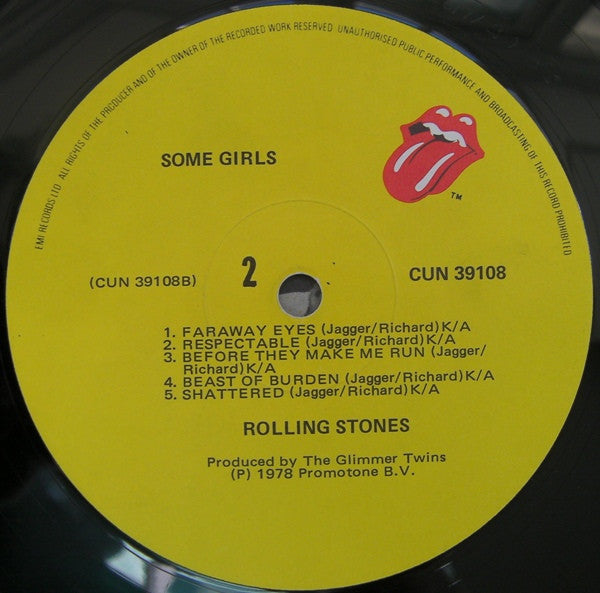 EMI RECORDS LTD ALL RIGHTS OF THE PRODUCER AND OF THE OWNER OF THE RECORDED WORK RESERVED UNAUTHORISED PUBLIC PERFORMANCE AND BROADCASTING OF THIS RECORD PROHIBITED
SOME GIRLS
TM
(CUN 39108B) 2 CUN 39108
1. FARAWAY EYES (Jagger/Richard)K/A
2. RESPECTABLE (Jagger/Richard)K/A
3. BEFORE THEY MAKE ME RUN (Jagger/
Richard)K/A
4. BEAST OF BURDEN (Jagger/Richard)K/A
5. SHATTERED (Jagger/Richard)K/A
ROLLING STONES
Produced by The Glimmer Twins
(P) 1978 Promotone B.V.